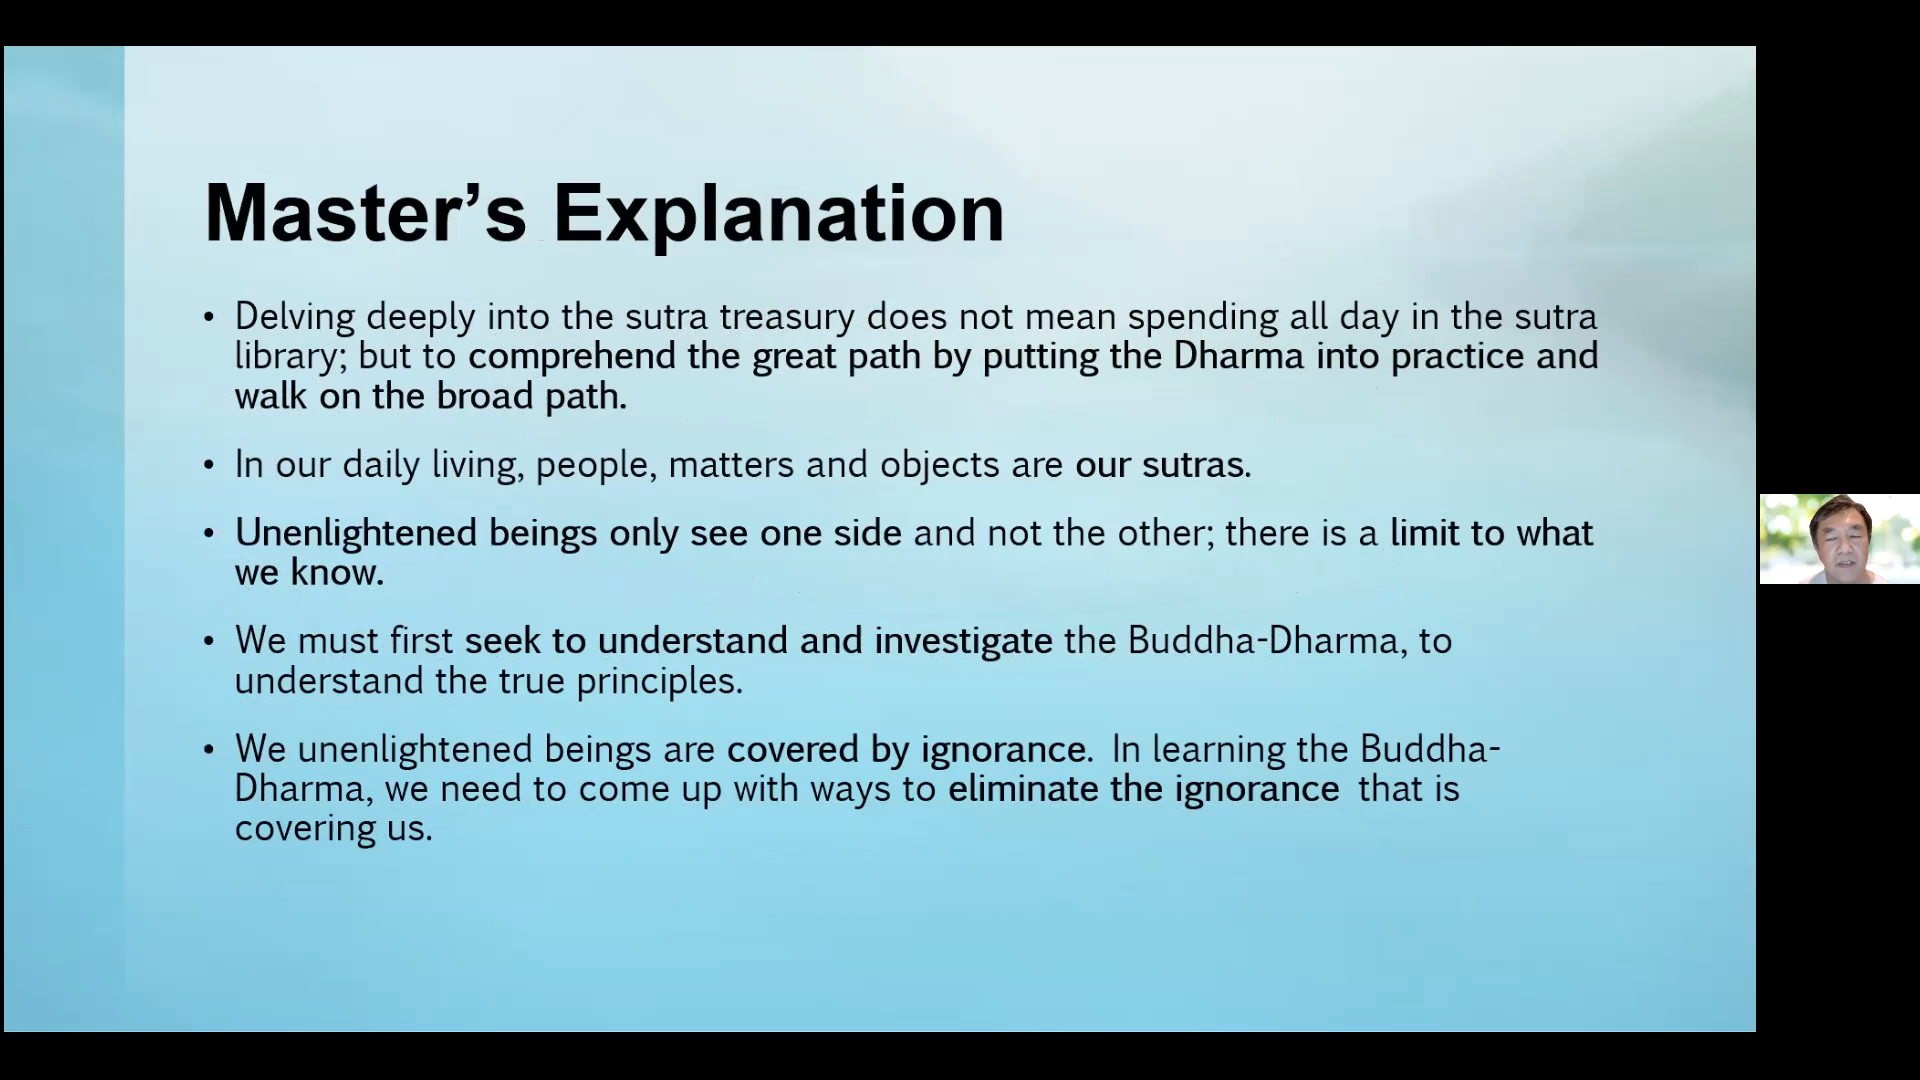 Master’s Explanation
• Delving deeply into the sutra treasury does not mean spending all day in the sutra
library; but to comprehend the great path by putting the Dharma into practice and
walk on the broad path.
• In our daily living, people, matters and objects are our sutras.
• Unenlightened beings only see one side and not the other; there is a limit to what
we know.
• We must first seek to understand and investigate the Buddha-Dharma, to
understand the true principles.
• We unenlightened beings are covered by ignorance. In learning the Buddha-
Dharma, we need to come up with ways to eliminate the ignorance that is
covering us.